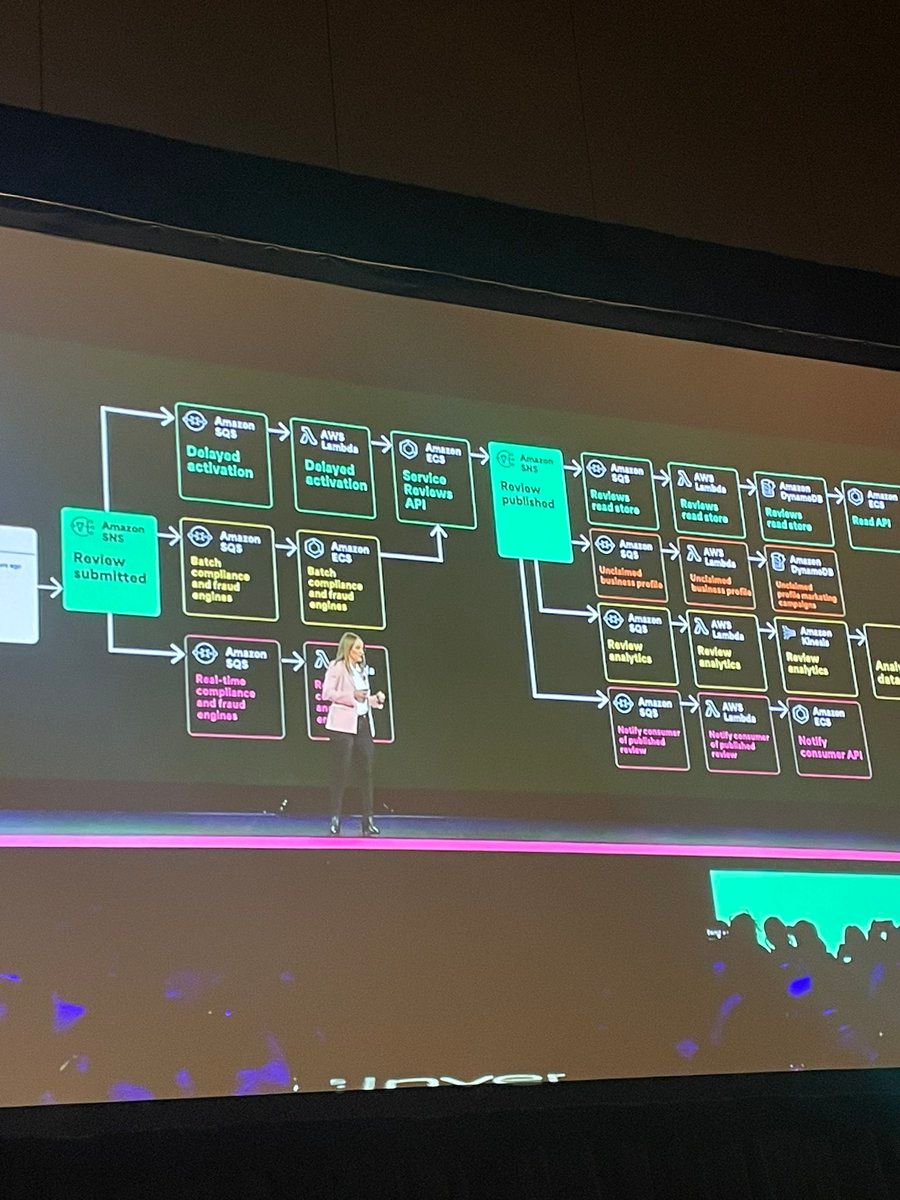 Amazon
SQS
Delayed
activation
AWS
Lambda
Delayed
activation
Amazon
ECS
Service
Reviews
API
Amazon
SNS
Review
submitted
Amazon
SQS
Batch
compliance
and fraud
engines
Amazon
ECS
Batch
compliance
and fraud
engines
Amazon
SQS
Real-time
compliance
and fraud
engines
Amazon
SNS
Review
published
Amazon
SQS
Reviews
read store
AWS
Lambda
Reviews
read store
Amazon
DynamoDB
Reviews
read store
Amazon
ECS
Read API
Amazon
SQS
Unclaimed
business profile
AWS
Lambda
Unclaimed
business profile
Amazon
DynamoDB
Unclaimed
profile marketing
campaigns
Amazon
SQS
Review
analytics
AWS
Lambda
Review
analytics
Amazon
Kinesis
Review
analytics
data
Amazon
SQS
Notify consumer
of published
review
AWS
Lambda
Notify consumer
of published
review
Amazon
ECS
Notify
consumer API